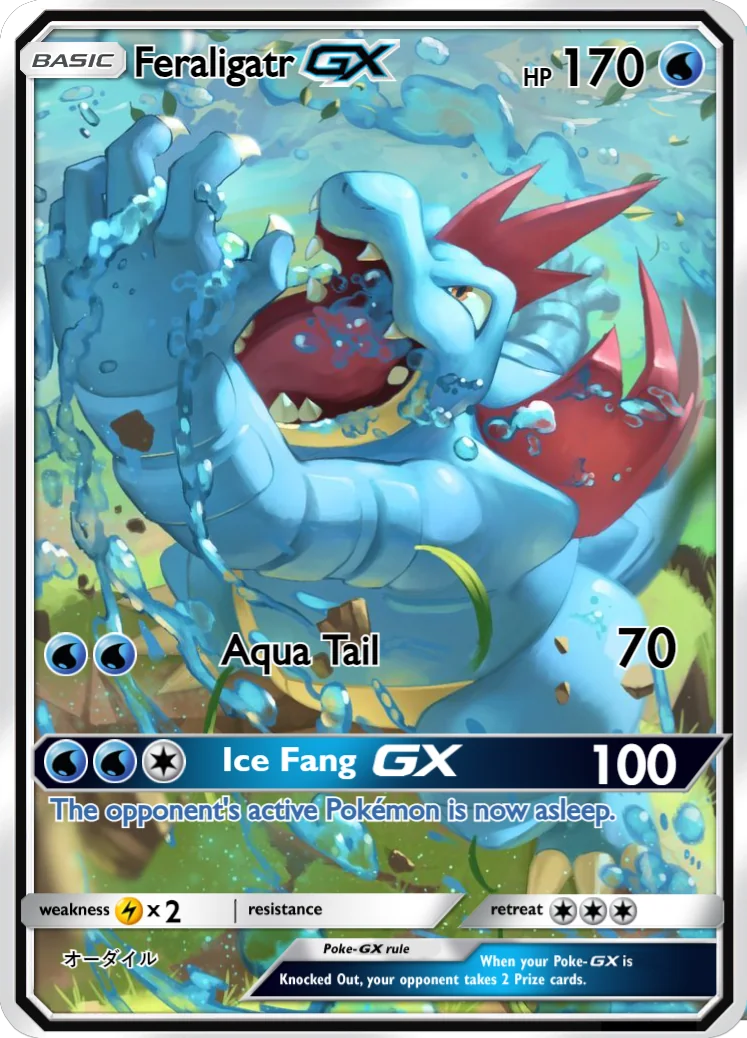 BASIC Feraligatr GX HP 170
Aqua Tail 70
Ice Fang GX 100
The opponent's active Pokémon is now asleep.
weakness x2 resistance retreat
オーダイル
Poke-GX rule
When your Poke-GX is
Knocked Out, your opponent takes 2 Prize cards.